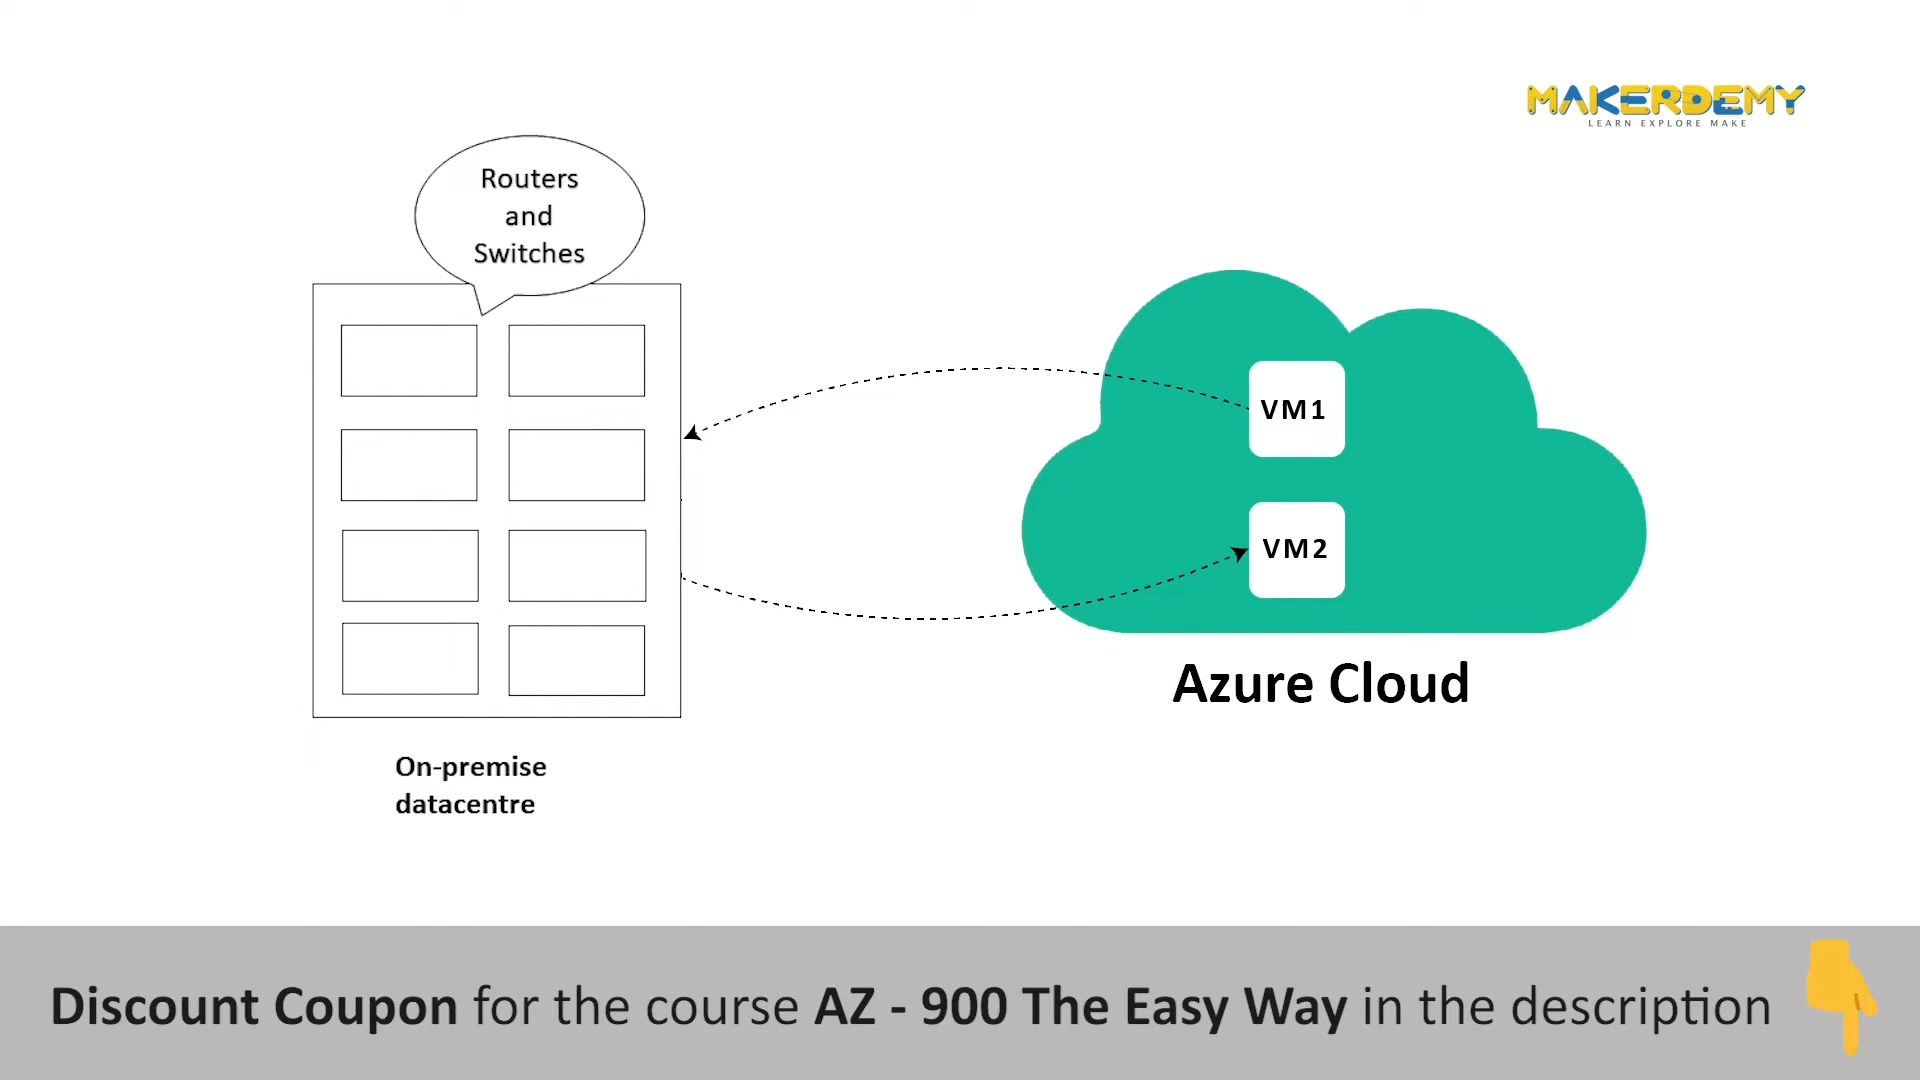 MAKERDEMY
LEARN EXPLORE MAKE
Routers
and
Switches
VM1
VM2
Azure Cloud
On-premise
datacentre
Discount Coupon for the course AZ - 900 The Easy Way in the description